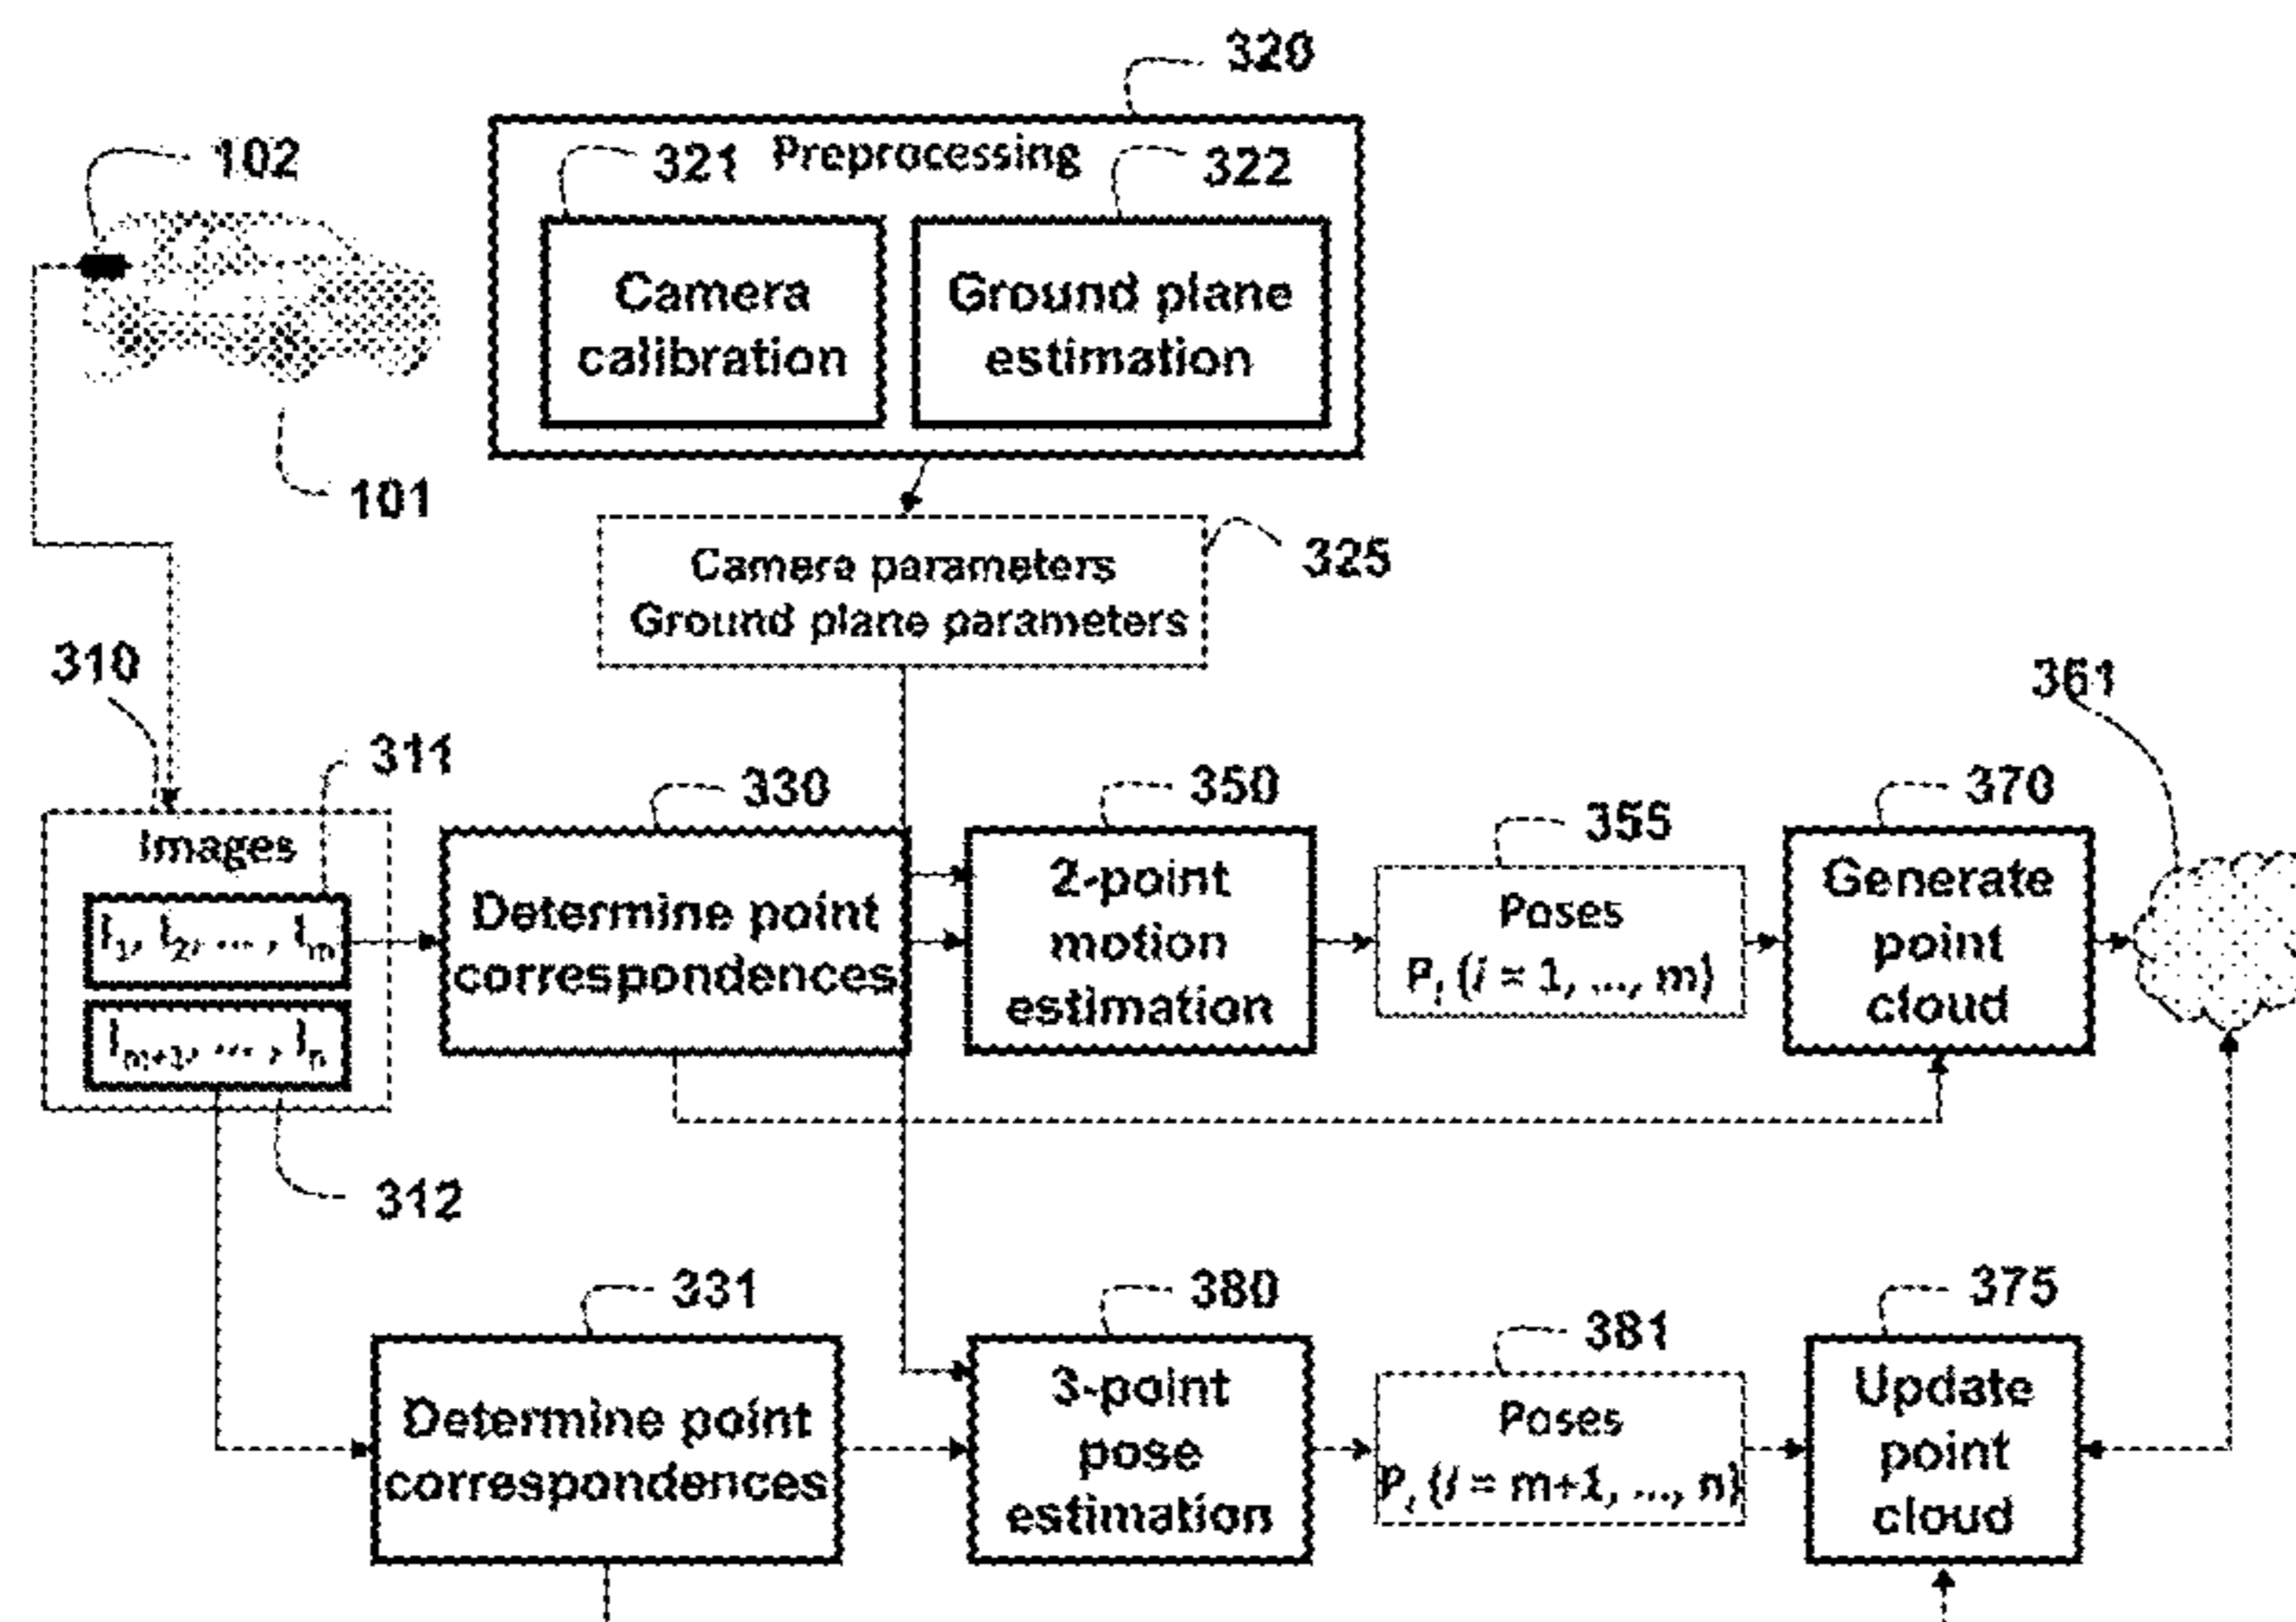 320
102
321 Preprocessing 322
Camera
calibration
Ground plane
estimation
101
Camera parameters
Ground plane parameters
325
310
311
330
350
355
370
361
Images
I1, I2, ... , Im
Im+1, ... , In
Determine point
correspondences
2-point
motion
estimation
Poses
Pi (i = 1, ..., m)
Generate
point
cloud
312
331
380
381
375
Determine point
correspondences
3-point
pose
estimation
Poses
Pi (i = m+1, ..., n)
Update
point
cloud